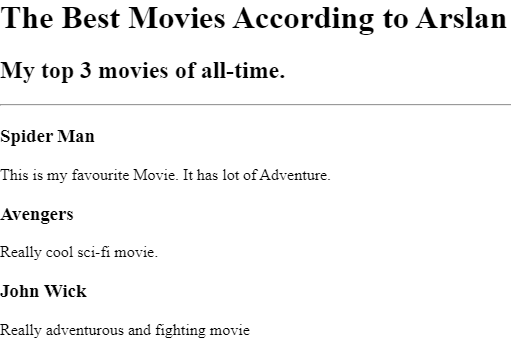 The Best Movies According to Arslan
My top 3 movies of all-time.
Spider Man
This is my favourite Movie. It has lot of Adventure.
Avengers
Really cool sci-fi movie.
John Wick
Really adventurous and fighting movie